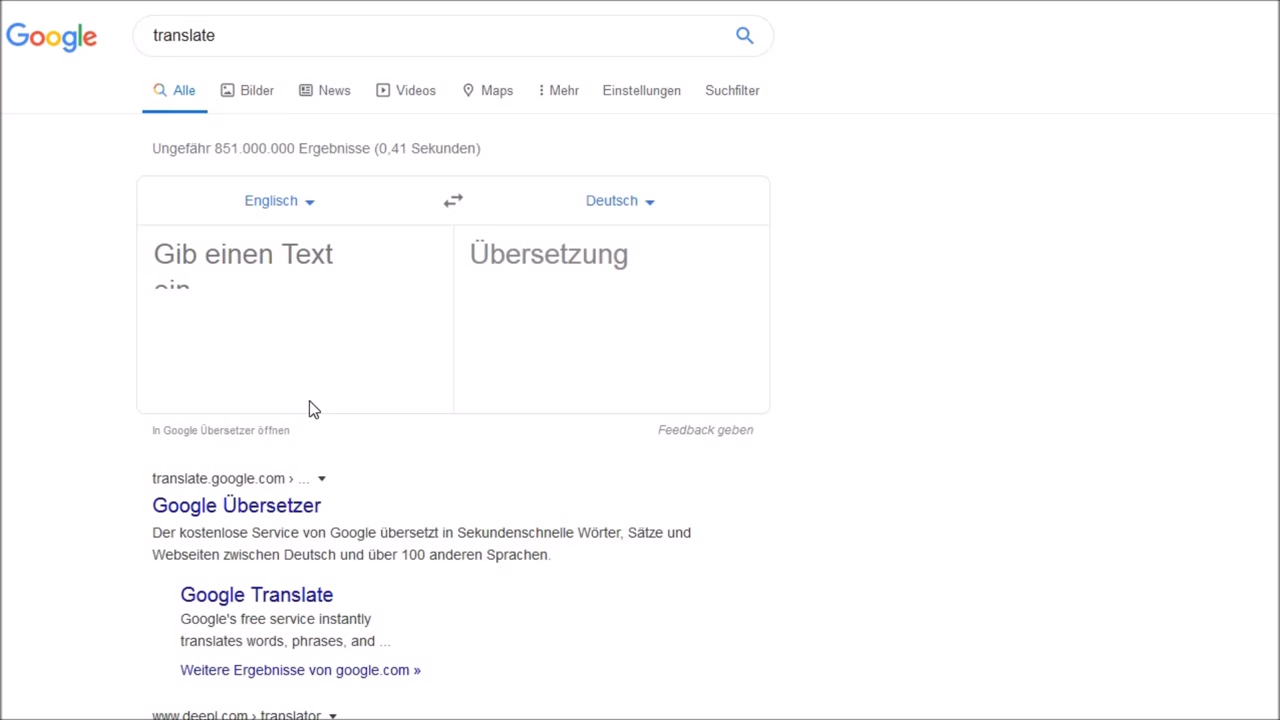 Google
translate
Alle Bilder News Videos Maps Mehr Einstellungen Suchfilter
Ungefähr 851.000.000 Ergebnisse (0,41 Sekunden)
Englisch Deutsch
Gib einen Text Übersetzung
ein
In Google Übersetzer öffnen Feedback geben
translate.google.com › ...
Google Übersetzer
Der kostenlose Service von Google übersetzt in Sekundenschnelle Wörter, Sätze und
Webseiten zwischen Deutsch und über 100 anderen Sprachen.
Google Translate
Google's free service instantly
translates words, phrases, and ...
Weitere Ergebnisse von google.com »
www.deepl.com › translator